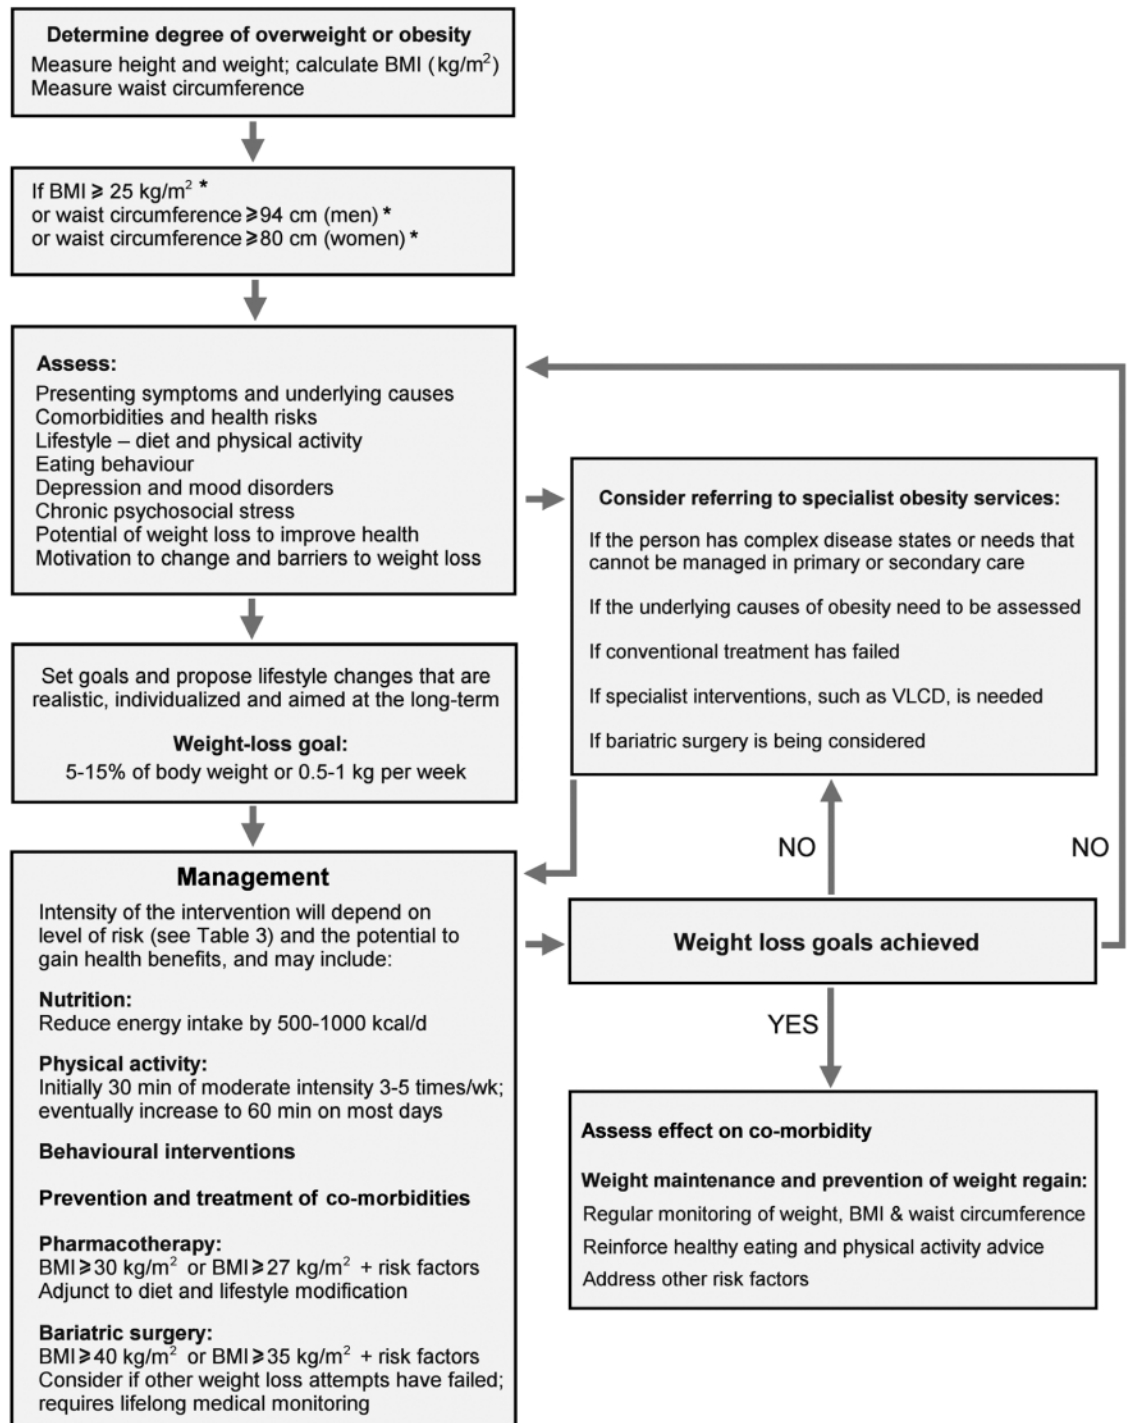 Determine degree of overweight or obesity
Measure height and weight; calculate BMI (kg/m²)
Measure waist circumference
If BMI ⩾ 25 kg/m² *
or waist circumference ⩾94 cm (men) *
or waist circumference ⩾80 cm (women) *
Assess:
Presenting symptoms and underlying causes
Comorbidities and health risks
Lifestyle – diet and physical activity
Eating behaviour
Depression and mood disorders
Chronic psychosocial stress
Potential of weight loss to improve health
Motivation to change and barriers to weight loss
Consider referring to specialist obesity services:
If the person has complex disease states or needs that
cannot be managed in primary or secondary care
If the underlying causes of obesity need to be assessed
If conventional treatment has failed
If specialist interventions, such as VLCD, is needed
If bariatric surgery is being considered
Set goals and propose lifestyle changes that are
realistic, individualized and aimed at the long-term
Weight-loss goal:
5-15% of body weight or 0.5-1 kg per week
Management
Intensity of the intervention will depend on
level of risk (see Table 3) and the potential to
gain health benefits, and may include:
Nutrition:
Reduce energy intake by 500-1000 kcal/d
Physical activity:
Initially 30 min of moderate intensity 3-5 times/wk;
eventually increase to 60 min on most days
Behavioural interventions
Prevention and treatment of co-morbidities
Pharmacotherapy:
BMI⩾30 kg/m² or BMI⩾27 kg/m² + risk factors
Adjunct to diet and lifestyle modification
Bariatric surgery:
BMI⩾40 kg/m² or BMI⩾35 kg/m² + risk factors
Consider if other weight loss attempts have failed;
requires lifelong medical monitoring
NO
NO
Weight loss goals achieved
YES
Assess effect on co-morbidity
Weight maintenance and prevention of weight regain:
Regular monitoring of weight, BMI & waist circumference
Reinforce healthy eating and physical activity advice
Address other risk factors